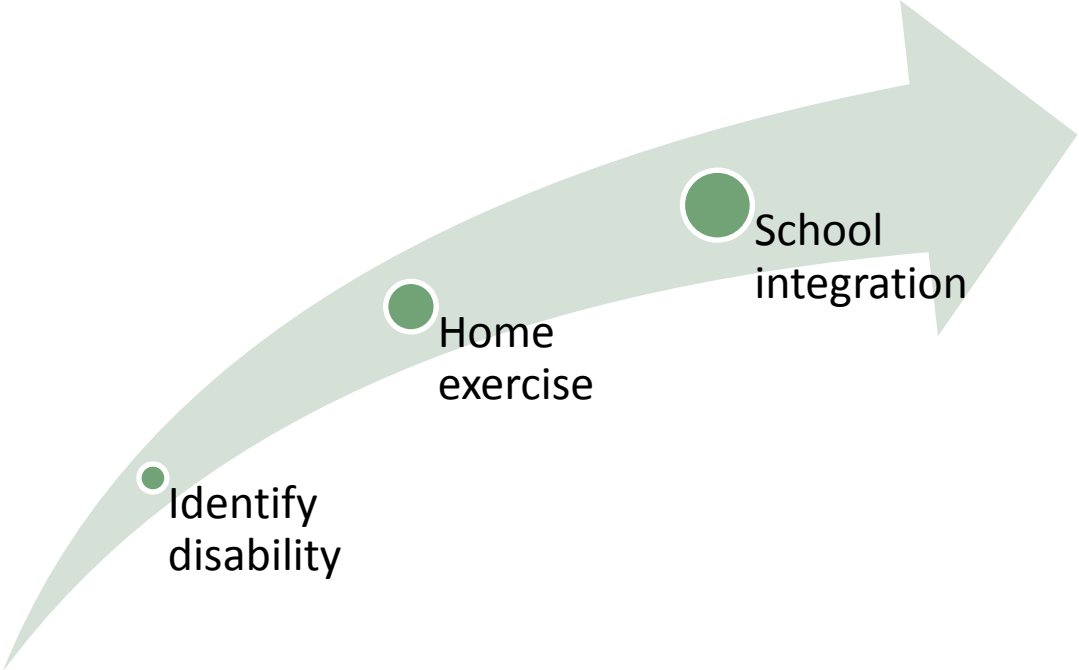 School
integration
Home
exercise
Identify
disability